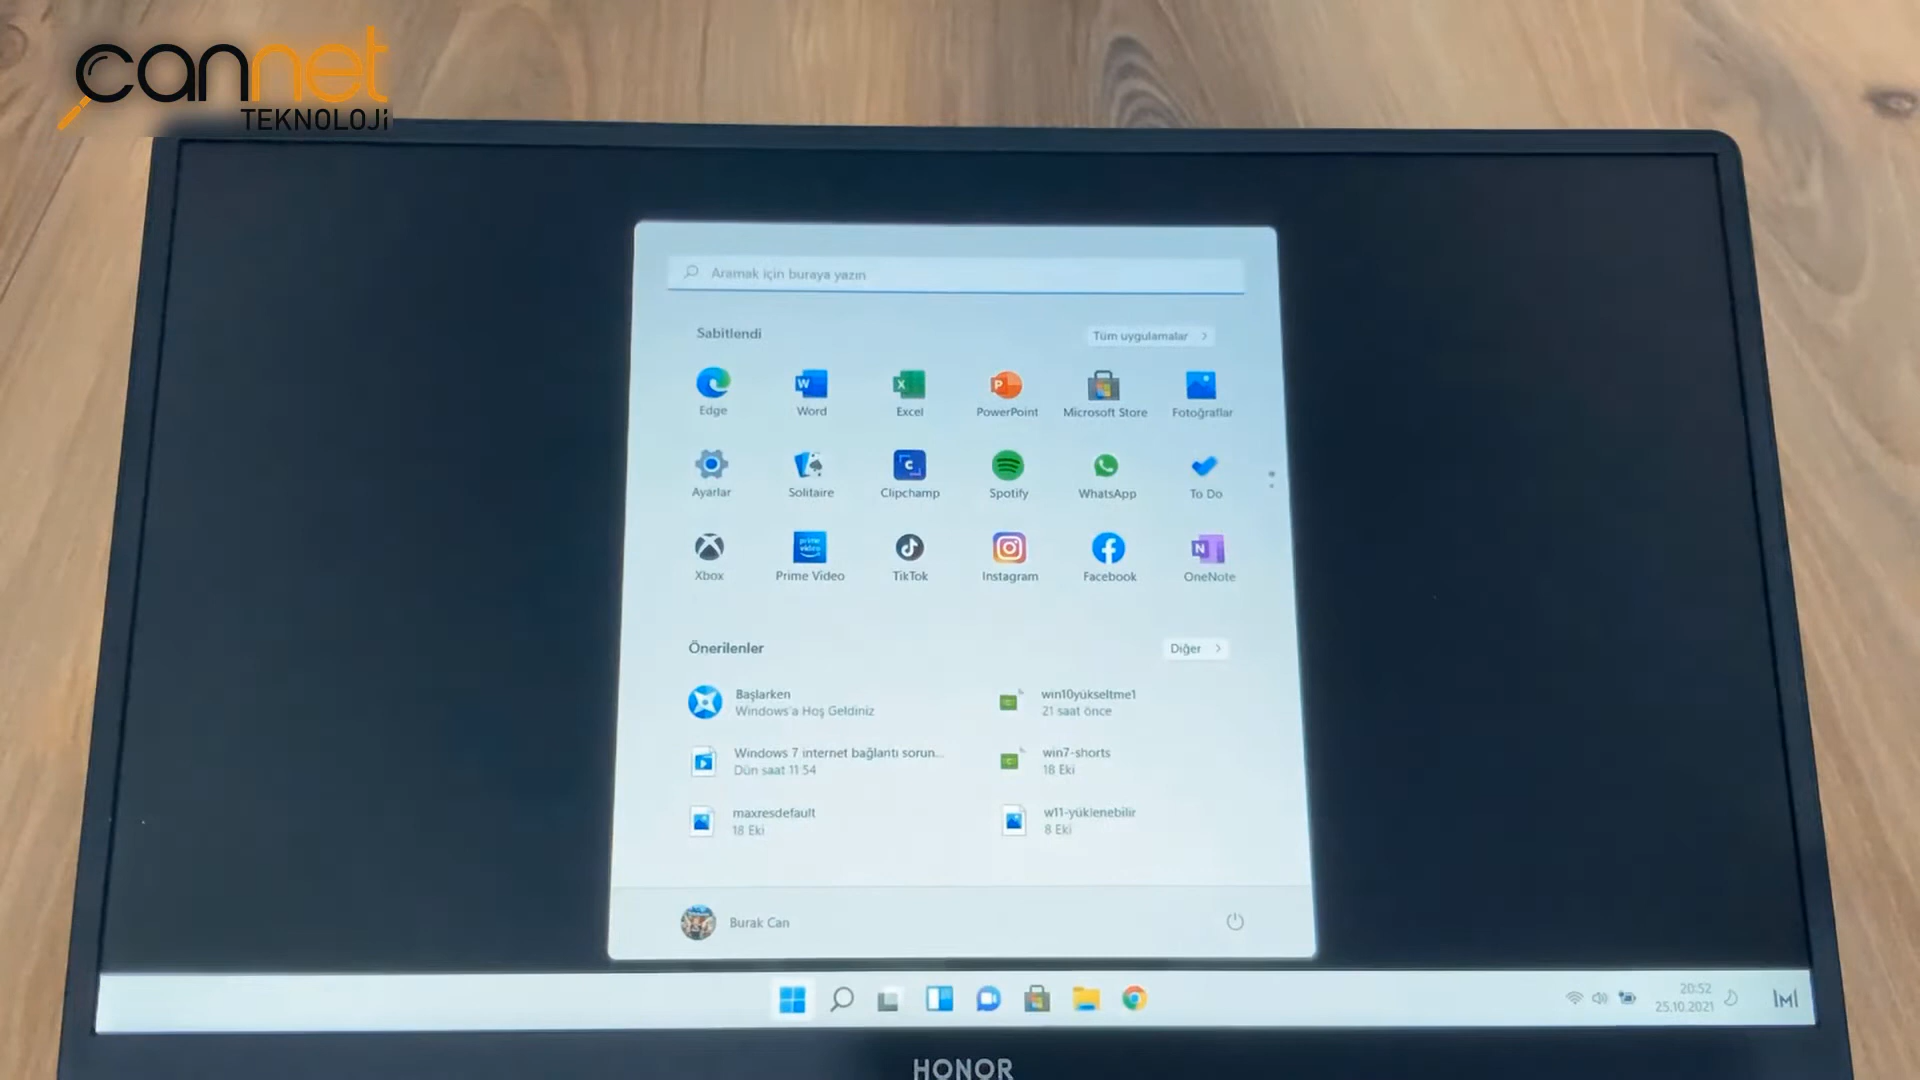 cannet
TEKNOLOJİ
Aramak için buraya yazın
Sabitlendi
Tüm uygulamalar
Edge
Word
Excel
PowerPoint
Microsoft Store
Fotoğraflar
Ayarlar
Solitaire
Clipchamp
Spotify
WhatsApp
To Do
prime
video
Xbox
Prime Video
TikTok
Instagram
Facebook
OneNote
Önerilenler
Diğer
Başlarken
Windows'a Hoş Geldiniz
win10yükseltme1
21 saat önce
Windows 7 internet bağlantı sorun...
Dün saat 11:54
win7-shorts
18 Eki
maxresdefault
18 Eki
w11-yüklenebilir
8 Eki
Burak Can
20:52
25.10.2021
HONOR